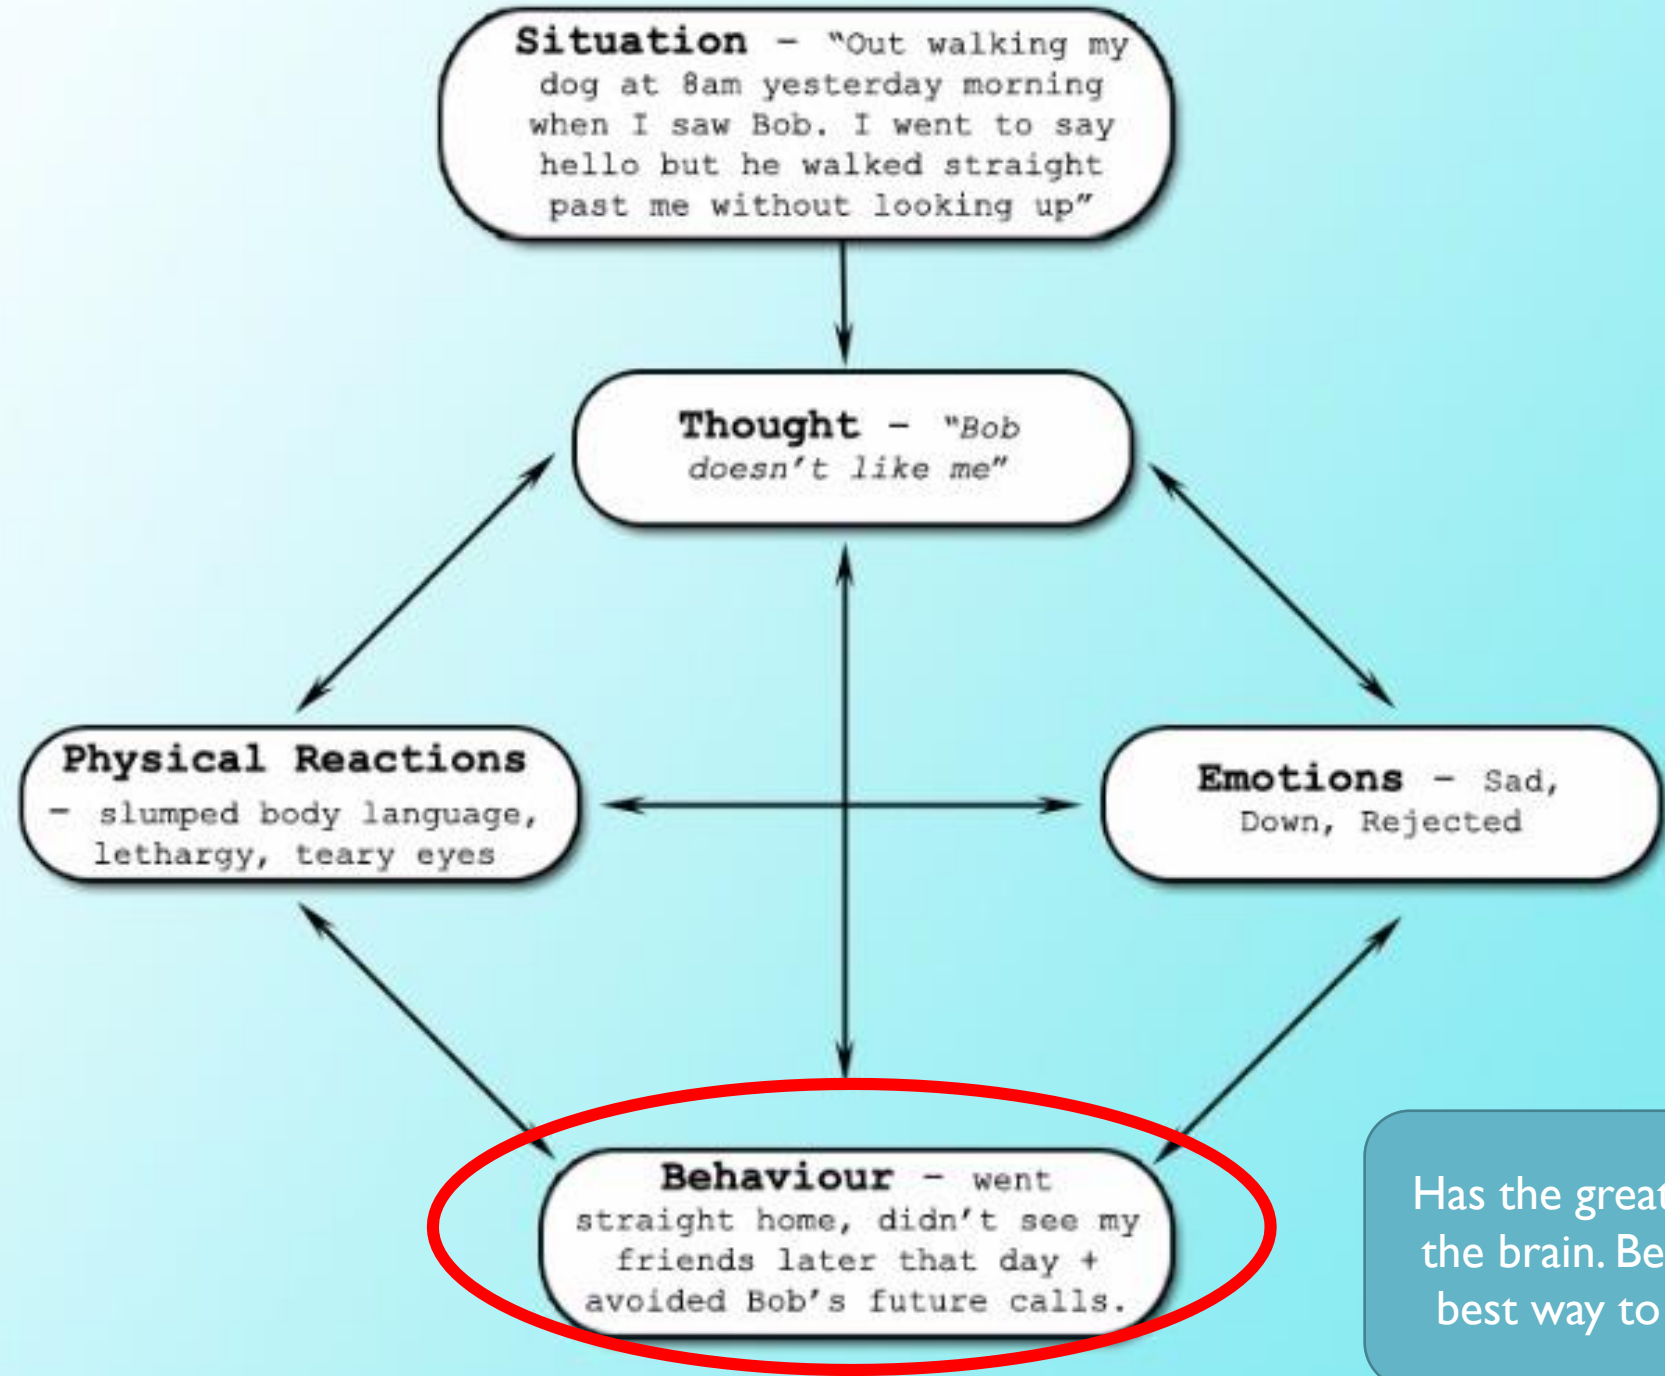 Situation – "Out walking my
dog at 8am yesterday morning
when I saw Bob. I went to say
hello but he walked straight
past me without looking up"
Thought – "Bob
doesn't like me"
Physical Reactions
– slumped body language,
lethargy, teary eyes
Emotions – Sad,
Down, Rejected
Behaviour – went
straight home, didn't see my
friends later that day +
avoided Bob's future calls.
Has the great
the brain. Be
best way to